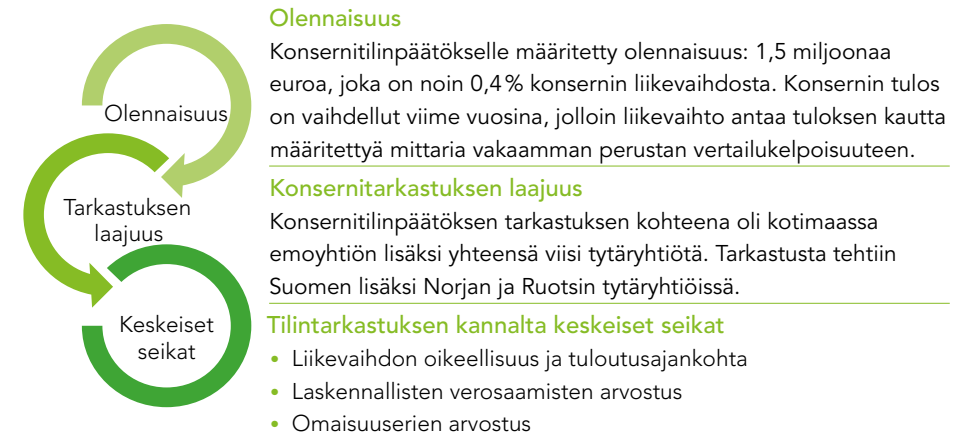 Olennaisuus
Konsernitilinpäätökselle määritetty olennaisuus: 1,5 miljoonaa
euroa, joka on noin 0,4 % konsernin liikevaihdosta. Konsernin tulos
on vaihdellut viime vuosina, jolloin liikevaihto antaa tuloksen kautta
määritettyä mittaria vakaamman perustan vertailukelpoisuuteen.
Olennaisuus
Konsernitarkastuksen laajuus
Konsernitilinpäätöksen tarkastuksen kohteena oli kotimaassa
emoyhtiön lisäksi yhteensä viisi tytäryhtiötä. Tarkastusta tehtiin
Suomen lisäksi Norjan ja Ruotsin tytäryhtiöissä.
Tarkastuksen
laajuus
Tilintarkastuksen kannalta keskeiset seikat
• Liikevaihdon oikeellisuus ja tuloutusajankohta
• Laskennallisten verosaamisten arvostus
• Omaisuuserien arvostus
Keskeiset
seikat